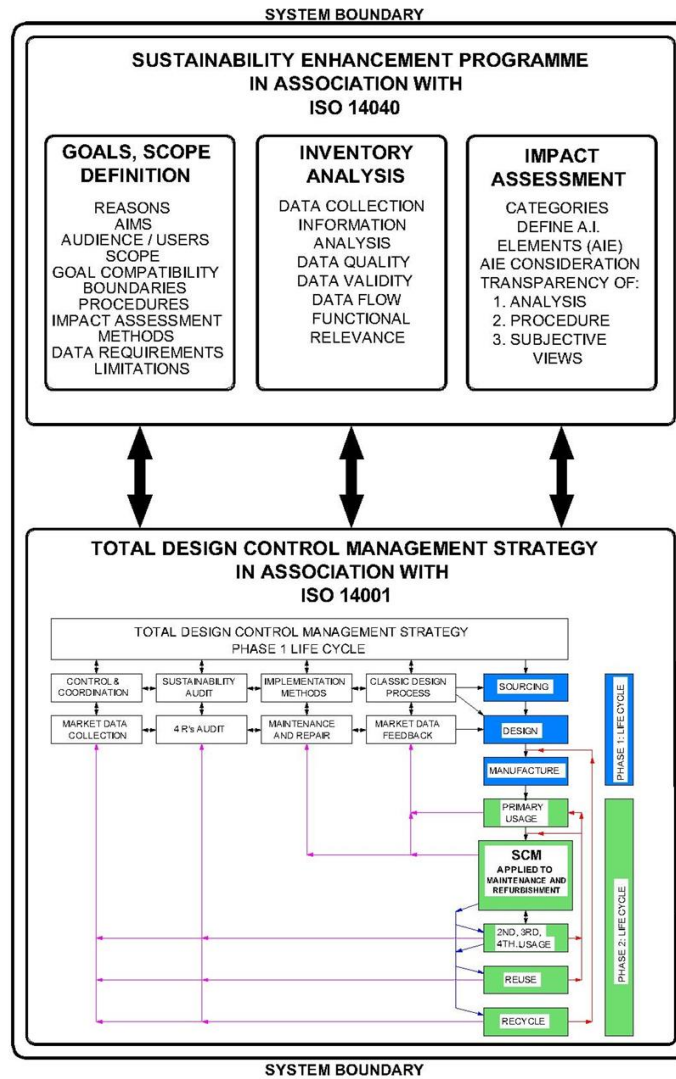 SYSTEM BOUNDARY
SUSTAINABILITY ENHANCEMENT PROGRAMME
IN ASSOCIATION WITH
ISO 14040
GOALS, SCOPE
DEFINITION
REASONS
AIMS
AUDIENCE / USERS
SCOPE
GOAL COMPATIBILITY
BOUNDARIES
PROCEDURES
IMPACT ASSESSMENT
METHODS
DATA REQUIREMENTS
LIMITATIONS
INVENTORY
ANALYSIS
DATA COLLECTION
INFORMATION
ANALYSIS
DATA QUALITY
DATA VALIDITY
DATA FLOW
FUNCTIONAL
RELEVANCE
IMPACT
ASSESSMENT
CATEGORIES
DEFINE A.I.
ELEMENTS (AIE)
AIE CONSIDERATION
TRANSPARENCY OF:
1. ANALYSIS
2. PROCEDURE
3. SUBJECTIVE
VIEWS
TOTAL DESIGN CONTROL MANAGEMENT STRATEGY
IN ASSOCIATION WITH
ISO 14001
TOTAL DESIGN CONTROL MANAGEMENT STRATEGY
PHASE 1 LIFE CYCLE
CONTROL &
COORDINATION
SUSTAINABILITY
AUDIT
IMPLEMENTATION
METHODS
CLASSIC DESIGN
PROCESS
SOURCING
MARKET DATA
COLLECTION
4 R's AUDIT
MAINTENANCE
AND REPAIR
MARKET DATA
FEEDBACK
DESIGN
MANUFACTURE
PHASE 1: LIFE CYCLE
PRIMARY
USAGE
SCM
APPLIED TO
MAINTENANCE AND
REFURBISHMENT
2ND, 3RD,
4TH. USAGE
REUSE
RECYCLE
PHASE 2: LIFE CYCLE
SYSTEM BOUNDARY